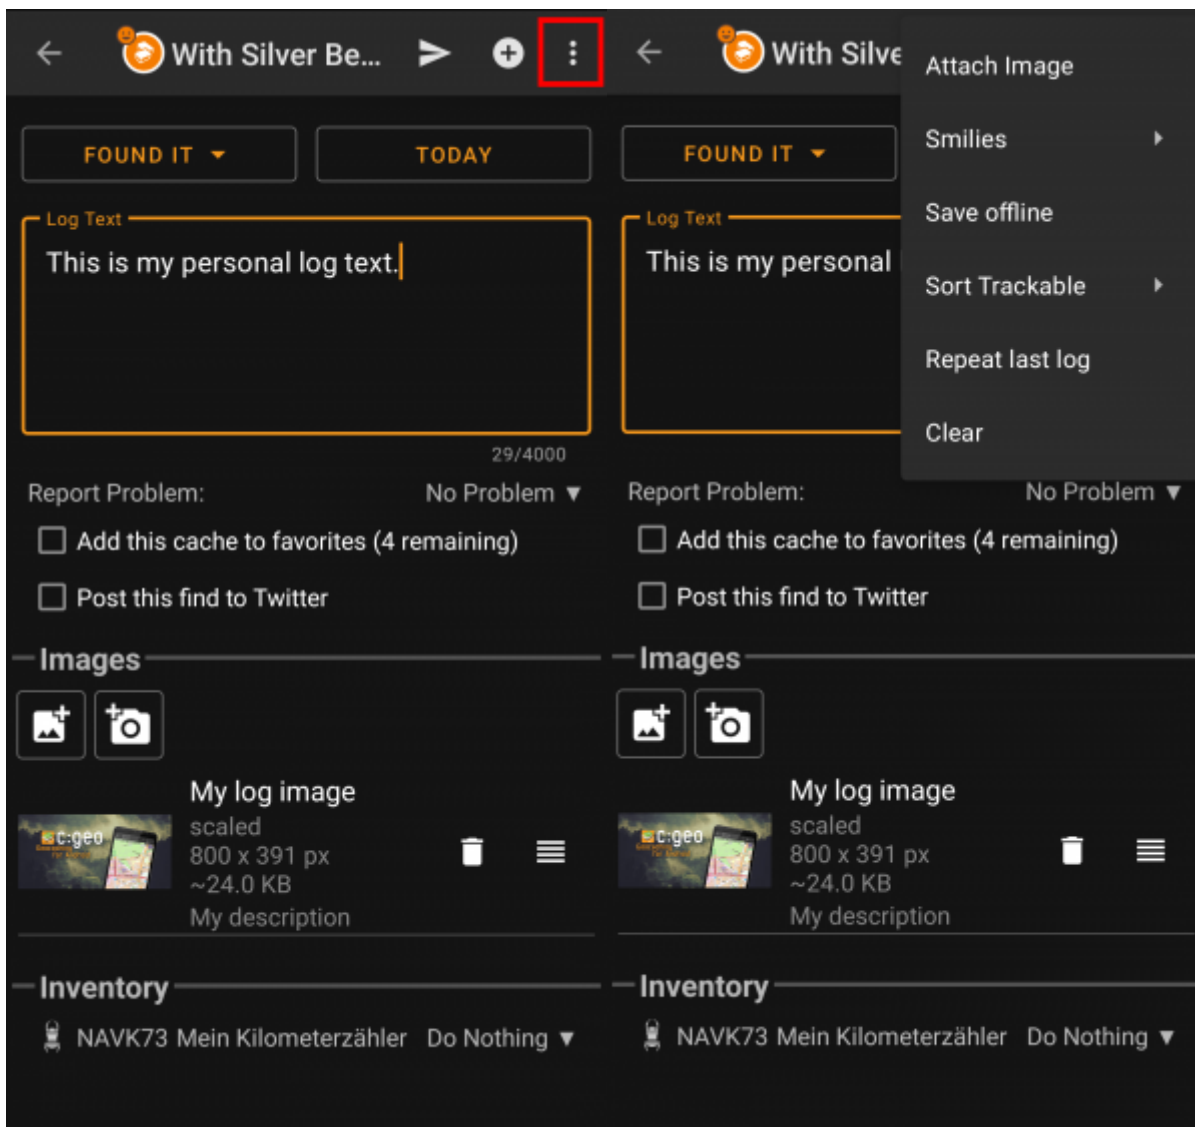 With Silver Be...
FOUND IT
TODAY
Log Text
This is my personal log text.
29/4000
Report Problem:
No Problem
Add this cache to favorites (4 remaining)
Post this find to Twitter
Images
My log image
c:geo
scaled
800 x 391 px
~24.0 KB
My description
Inventory
NAVK73 Mein Kilometerzähler
Do Nothing
With Silve
Attach Image
Smilies
Save offline
Sort Trackable
Repeat last log
Clear
FOUND IT
Log Text
This is my personal
Report Problem:
No Problem
Add this cache to favorites (4 remaining)
Post this find to Twitter
Images
My log image
c:geo
scaled
800 x 391 px
~24.0 KB
My description
Inventory
NAVK73 Mein Kilometerzähler
Do Nothing